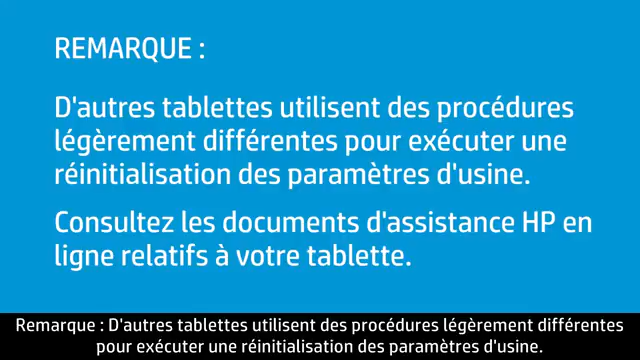 REMARQUE :
D'autres tablettes utilisent des procédures
légèrement différentes pour exécuter une
réinitialisation des paramètres d'usine.
Consultez les documents d'assistance HP en
ligne relatifs à votre tablette.
Remarque : D'autres tablettes utilisent des procédures légèrement différentes
pour exécuter une réinitialisation des paramètres d'usine.